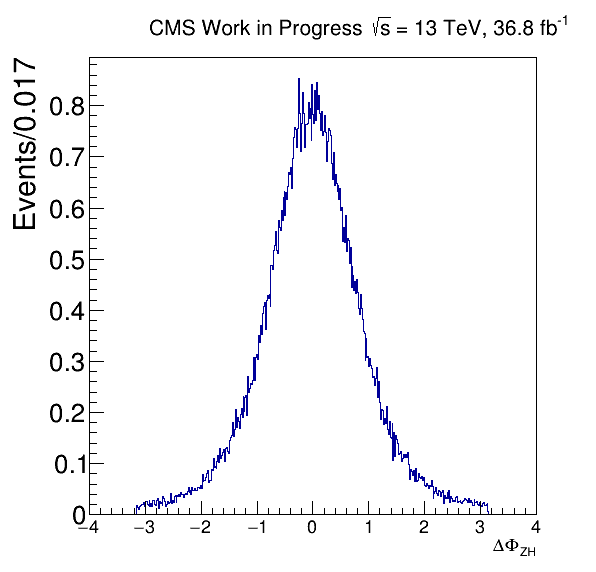 CMS Work in Progress √s = 13 TeV, 36.8 fb⁻¹
Events/0.017
0.8
0.7
0.6
0.5
0.4
0.3
0.2
0.1
0
−4 −3 −2 −1 0 1 2 3 4
ΔΦ_ZH